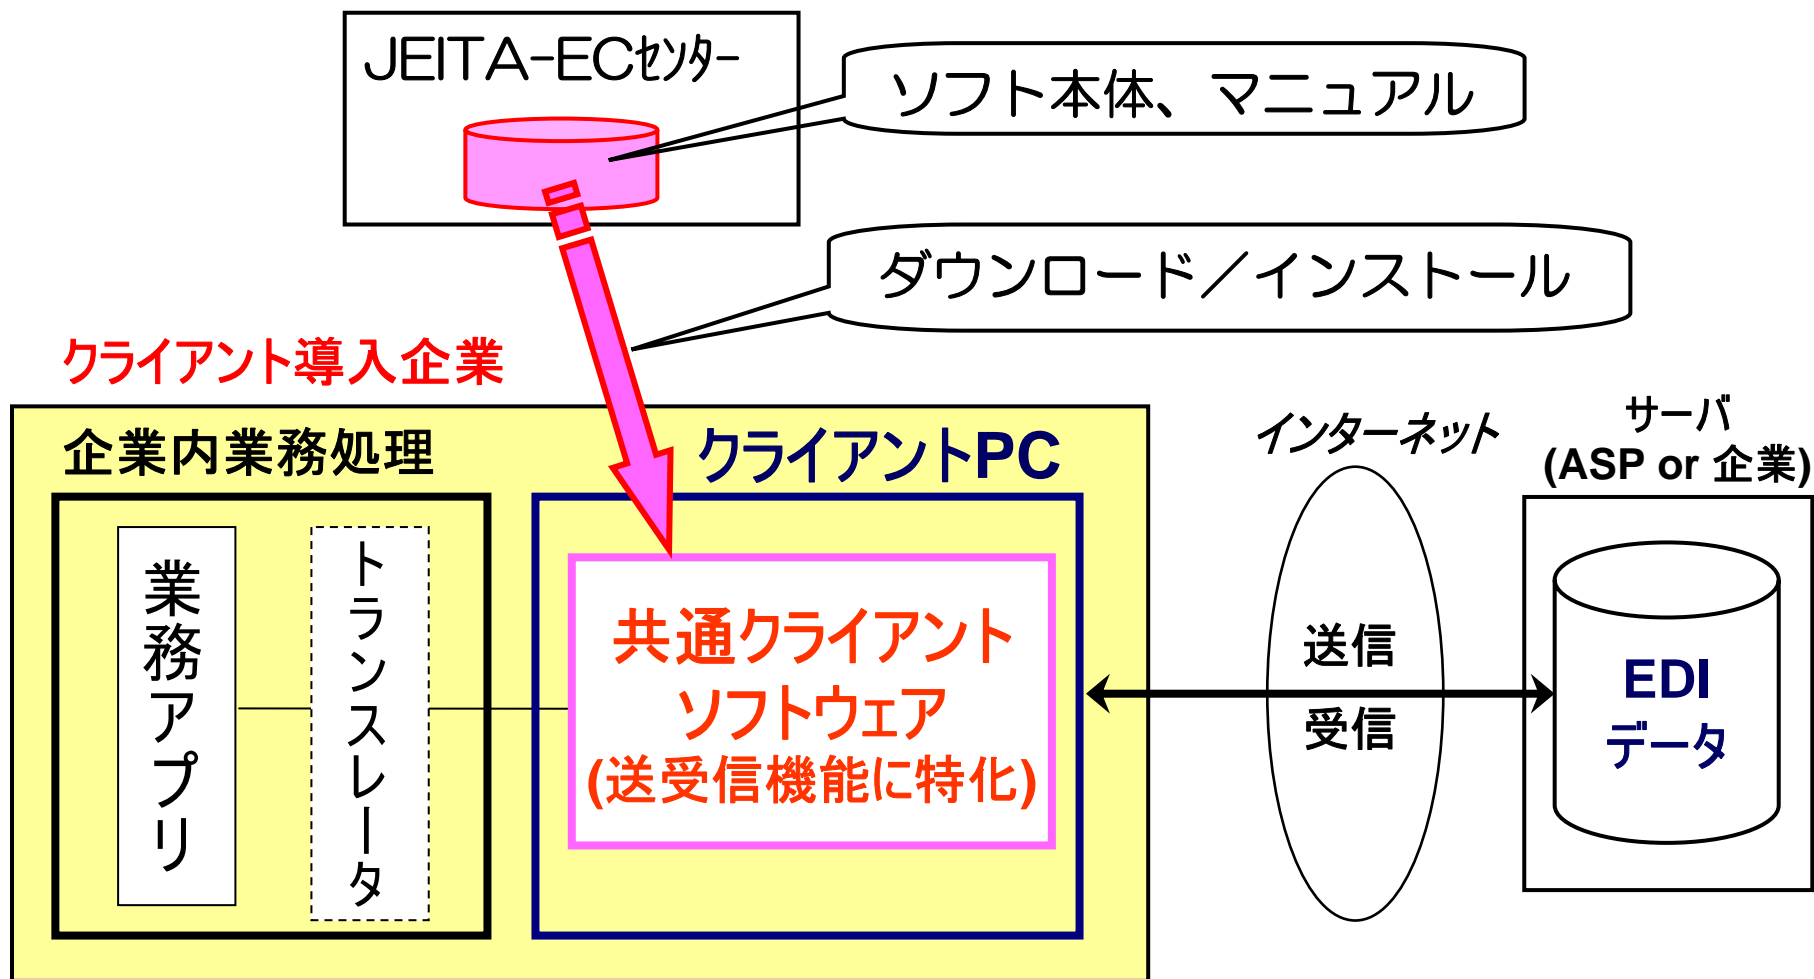 JEITA-ECｾﾝﾀｰ
ソフト本体、マニュアル
ダウンロード／インストール
クライアント導入企業
企業内業務処理
クライアントPC
インターネット
サーバ
(ASP or 企業)
業務アプリ
トランスレータ
共通クライアント
ソフトウェア
(送受信機能に特化)
送信
受信
EDI
データ